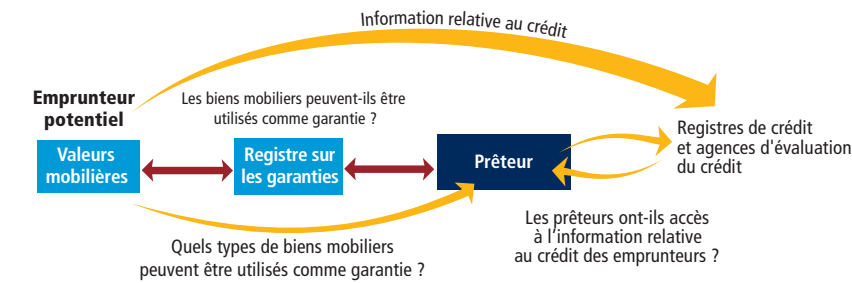 Information relative au crédit
Emprunteur
potentiel
Les biens mobiliers peuvent-ils être
utilisés comme garantie ?
Valeurs
mobilières
Registre sur
les garanties
Prêteur
Registres de crédit
et agences d'évaluation
du crédit
Quels types de biens mobiliers
peuvent être utilisés comme garantie ?
Les prêteurs ont-ils accès
à l'information relative
au crédit des emprunteurs ?